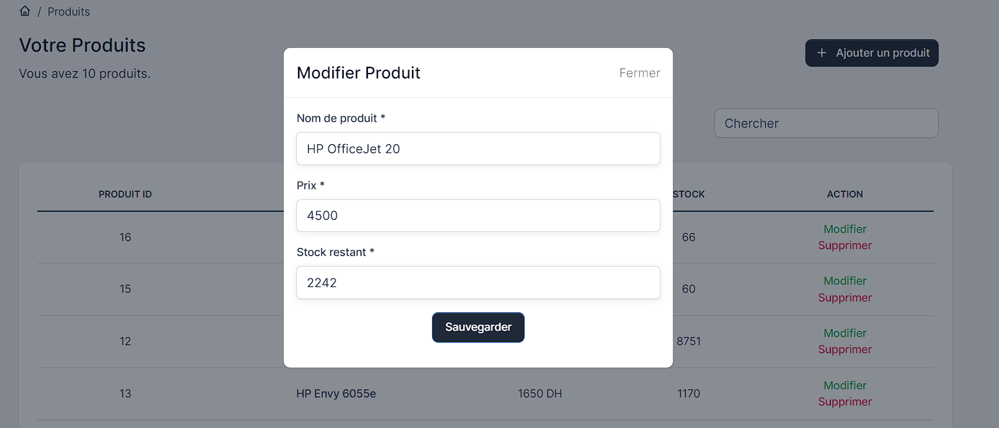 / Produits
Votre Produits
Vous avez 10 produits.
+ Ajouter un produit
Chercher
Modifier Produit
Fermer
Nom de produit *
HP OfficeJet 20
Prix *
4500
Stock restant *
2242
Sauvegarder
PRODUIT ID STOCK ACTION
16 66 Modifier
Supprimer
15 60 Modifier
Supprimer
12 8751 Modifier
Supprimer
13 HP Envy 6055e 1650 DH 1170 Modifier
Supprimer